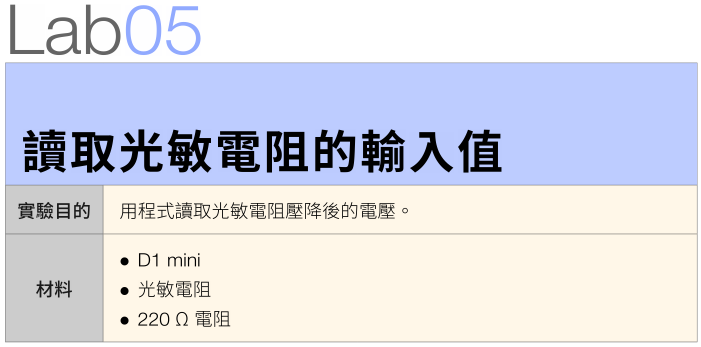 Lab05
讀取光敏電阻的輸入值
實驗目的 用程式讀取光敏電阻壓降後的電壓。
材料
● D1 mini
● 光敏電阻
● 220 Ω 電阻